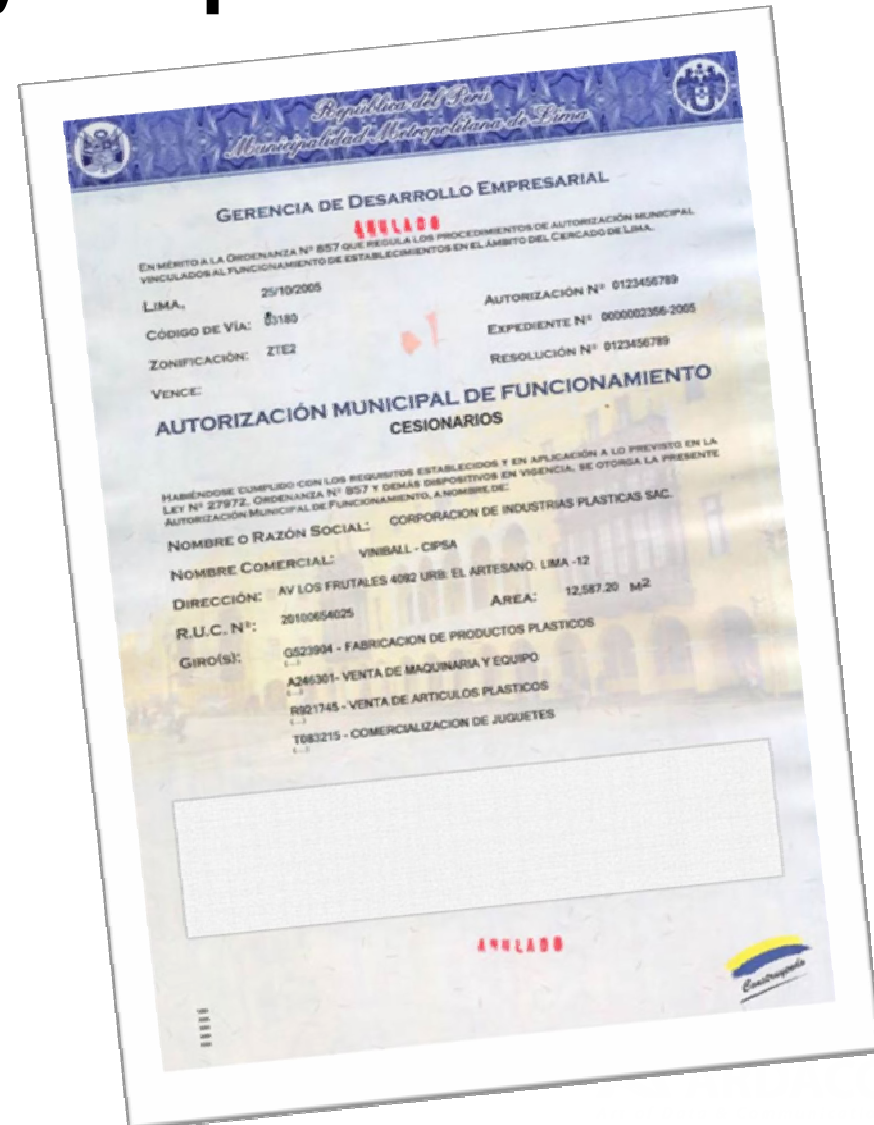 República del Perú
Municipalidad Metropolitana de Lima
GERENCIA DE DESARROLLO EMPRESARIAL
ANULADO
EN MÉRITO A LA ORDENANZA Nº 857 QUE REGULA LOS PROCEDIMIENTOS DE AUTORIZACIÓN MUNICIPAL
VINCULADOS AL FUNCIONAMIENTO DE ESTABLECIMIENTOS EN EL ÁMBITO DEL CERCADO DE LIMA.
LIMA, 25/10/2005
AUTORIZACIÓN Nº 0123456789
CÓDIGO DE VÍA: 03180
EXPEDIENTE Nº 0000002356-2005
ZONIFICACIÓN: ZTE2
RESOLUCIÓN Nº 0123456789
VENCE:
AUTORIZACIÓN MUNICIPAL DE FUNCIONAMIENTO
CESIONARIOS
HABIÉNDOSE CUMPLIDO CON LOS REQUISITOS ESTABLECIDOS Y EN APLICACIÓN A LO PREVISTO EN LA
LEY Nº 27972, ORDENANZA Nº 857 Y DEMÁS DISPOSITIVOS EN VIGENCIA, SE OTORGA LA PRESENTE
AUTORIZACIÓN MUNICIPAL DE FUNCIONAMIENTO, A NOMBRE DE:
NOMBRE O RAZÓN SOCIAL: CORPORACION DE INDUSTRIAS PLASTICAS SAC.
NOMBRE COMERCIAL: VINIBALL - CIPSA
DIRECCIÓN: AV LOS FRUTALES 4092 URB. EL ARTESANO. LIMA -12
R.U.C. Nº: 20100654025 AREA: 12,587.20 M2
GIRO(S): G523904 - FABRICACION DE PRODUCTOS PLASTICOS
(...)
A246301- VENTA DE MAQUINARIA Y EQUIPO
(...)
R921745 - VENTA DE ARTICULOS PLASTICOS
(...)
T083215 - COMERCIALIZACION DE JUGUETES
(...)
ANULADO
Construyendo